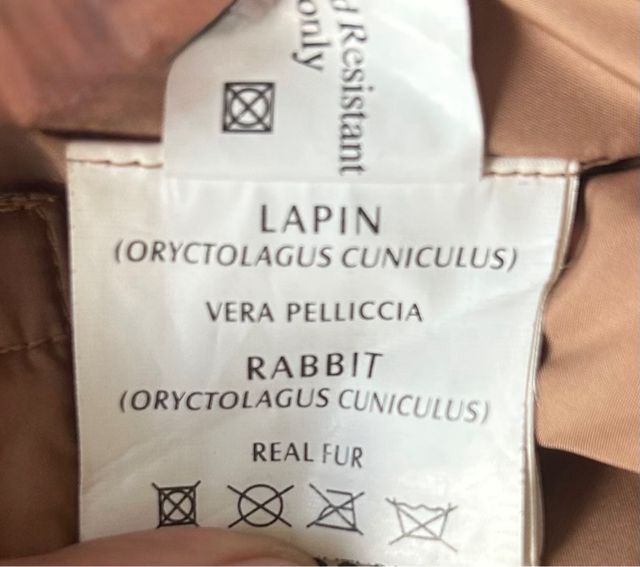 d Resistant
only
LAPIN
(ORYCTOLAGUS CUNICULUS)
VERA PELLICCIA
RABBIT
(ORYCTOLAGUS CUNICULUS)
REAL FUR